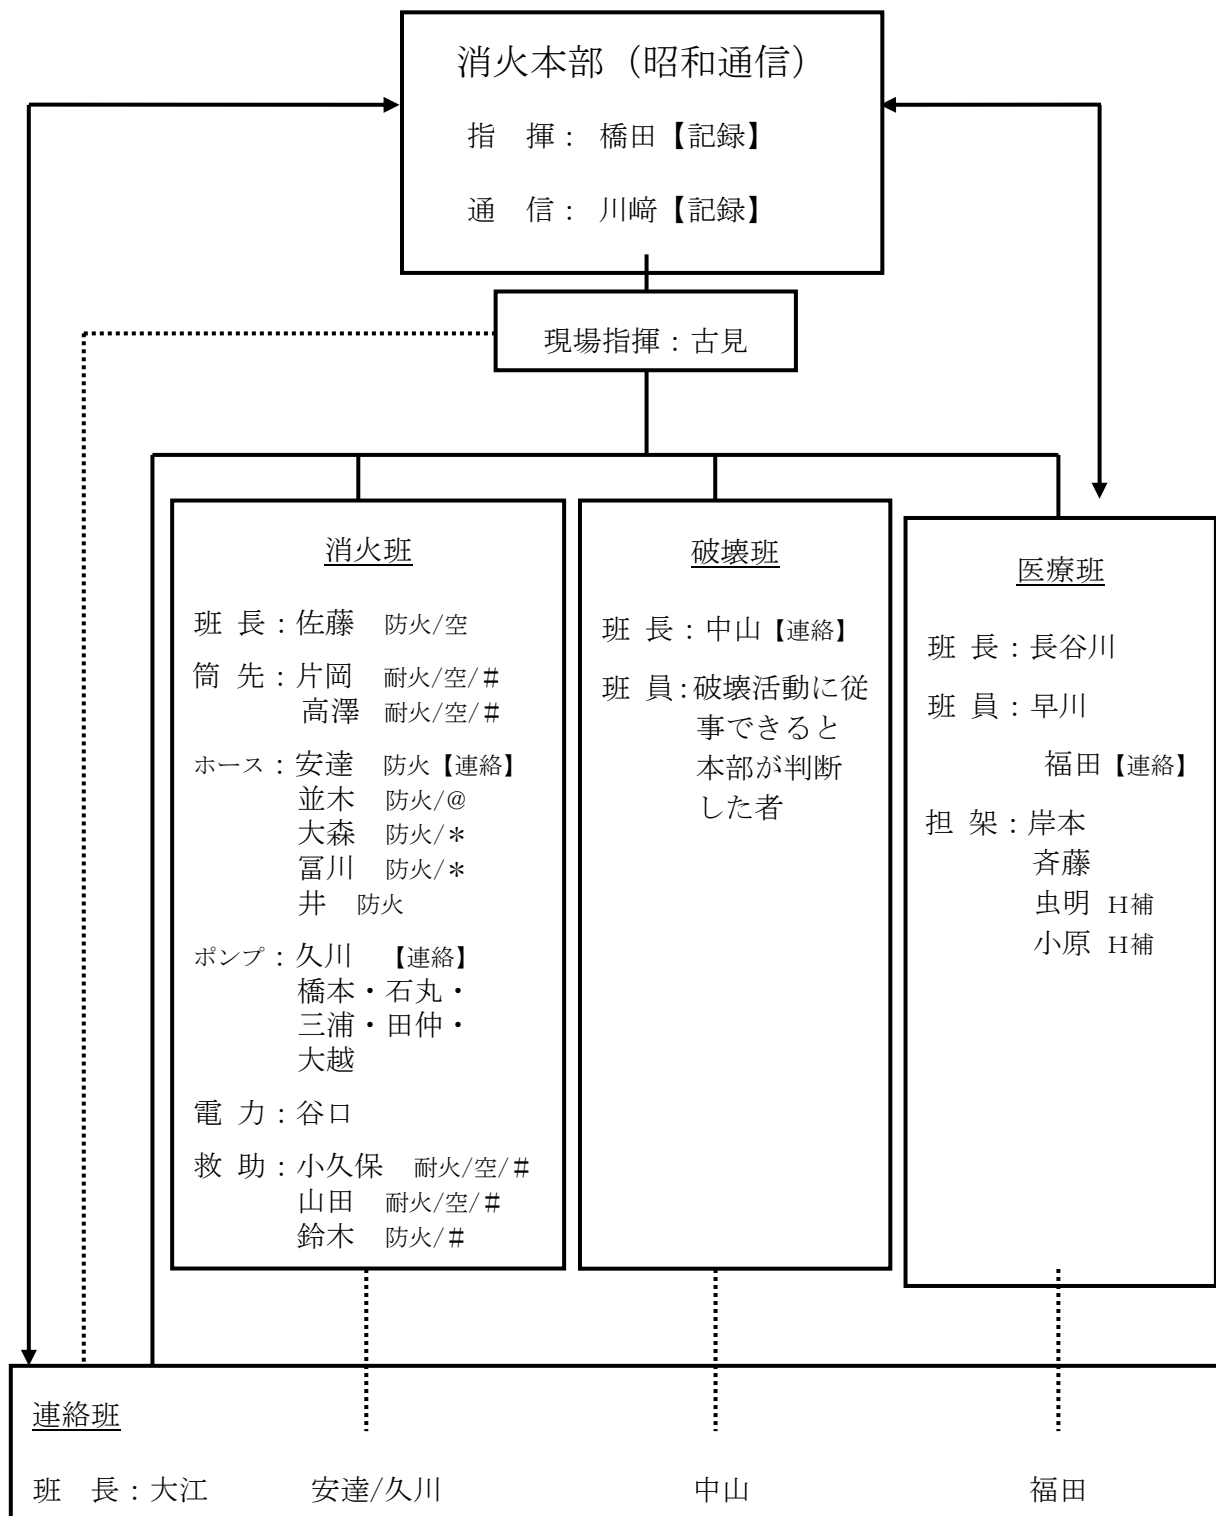 消火本部（昭和通信）
指　揮：　橋田【記録】
通　信：　川﨑【記録】
現場指揮：古見
消火班
班 長：佐藤　防火/空
筒 先：片岡　耐火/空/＃
高澤　耐火/空/＃
ホース：安達　防火【連絡】
並木　防火/@
大森　防火/＊
冨川　防火/＊
井　防火
ポンプ：久川　【連絡】
橋本・石丸・
三浦・田仲・
大越
電 力：谷口
救 助：小久保　耐火/空/＃
山田　耐火/空/＃
鈴木　防火/＃
破壊班
班 長：中山【連絡】
班 員：破壊活動に従
事できると
本部が判断
した者
医療班
班 長：長谷川
班 員：早川
福田【連絡】
担 架：岸本
斉藤
虫明 H補
小原 H補
連絡班
班　長：大江　安達/久川　中山　福田